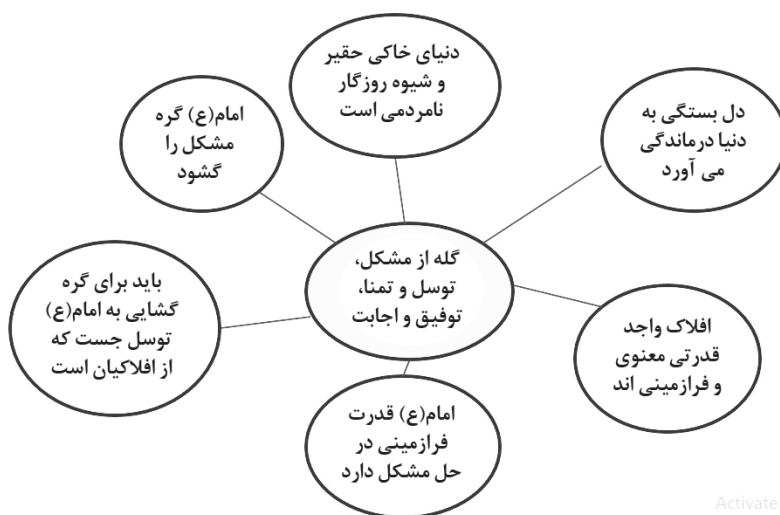 دنیای خاکی حقیر
و شیوه روزگار
نامردمی است
دل بستگی به
دنیا درماندگی
می آورد
امام(ع) گره
مشکل را
گشود
گله از مشکل،
توسل و تمنا،
توفیق و اجابت
افلاک واجد
قدرتی معنوی
و فرازمینی اند
باید برای گره
گشایی به امام(ع)
توسل جست که
از افلاکیان است
امام(ع) قدرت
فرازمینی در
حل مشکل دارد
Activate